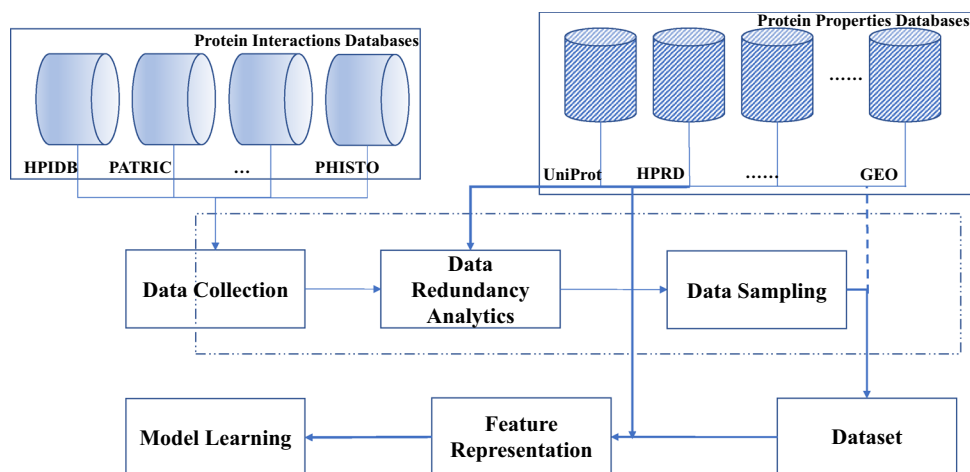 Protein Interactions Databases
HPIDB
PATRIC
...
PHISTO
Protein Properties Databases
......
UniProt
HPRD
......
GEO
Data Collection
Data
Redundancy
Analytics
Data Sampling
Model Learning
Feature
Representation
Dataset